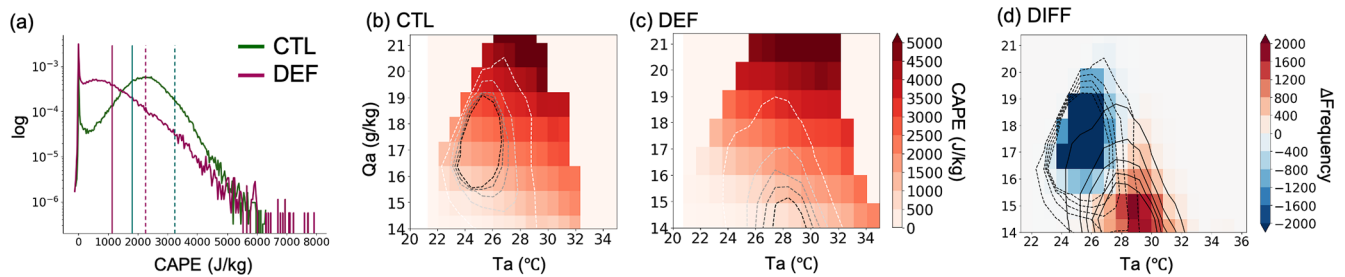 (a)
CTL
DEF
log
10⁻³
10⁻⁴
10⁻⁵
10⁻⁶
0 1000 2000 3000 4000 5000 6000 7000 8000
CAPE (J/kg)
(b) CTL
Qa (g/kg)
21
20
19
18
17
16
15
14
20 22 24 26 28 30 32 34
Ta (℃)
(c) DEF
21
20
19
18
17
16
15
14
20 22 24 26 28 30 32 34
Ta (℃)
5000
4500
4000
3500
3000
2500
2000
1500
1000
500
0
CAPE (J/kg)
(d) DIFF
21
20
19
18
17
16
15
14
22 24 26 28 30 32 34 36
Ta (℃)
2000
1600
1200
800
400
0
−400
−800
−1200
−1600
−2000
ΔFrequency